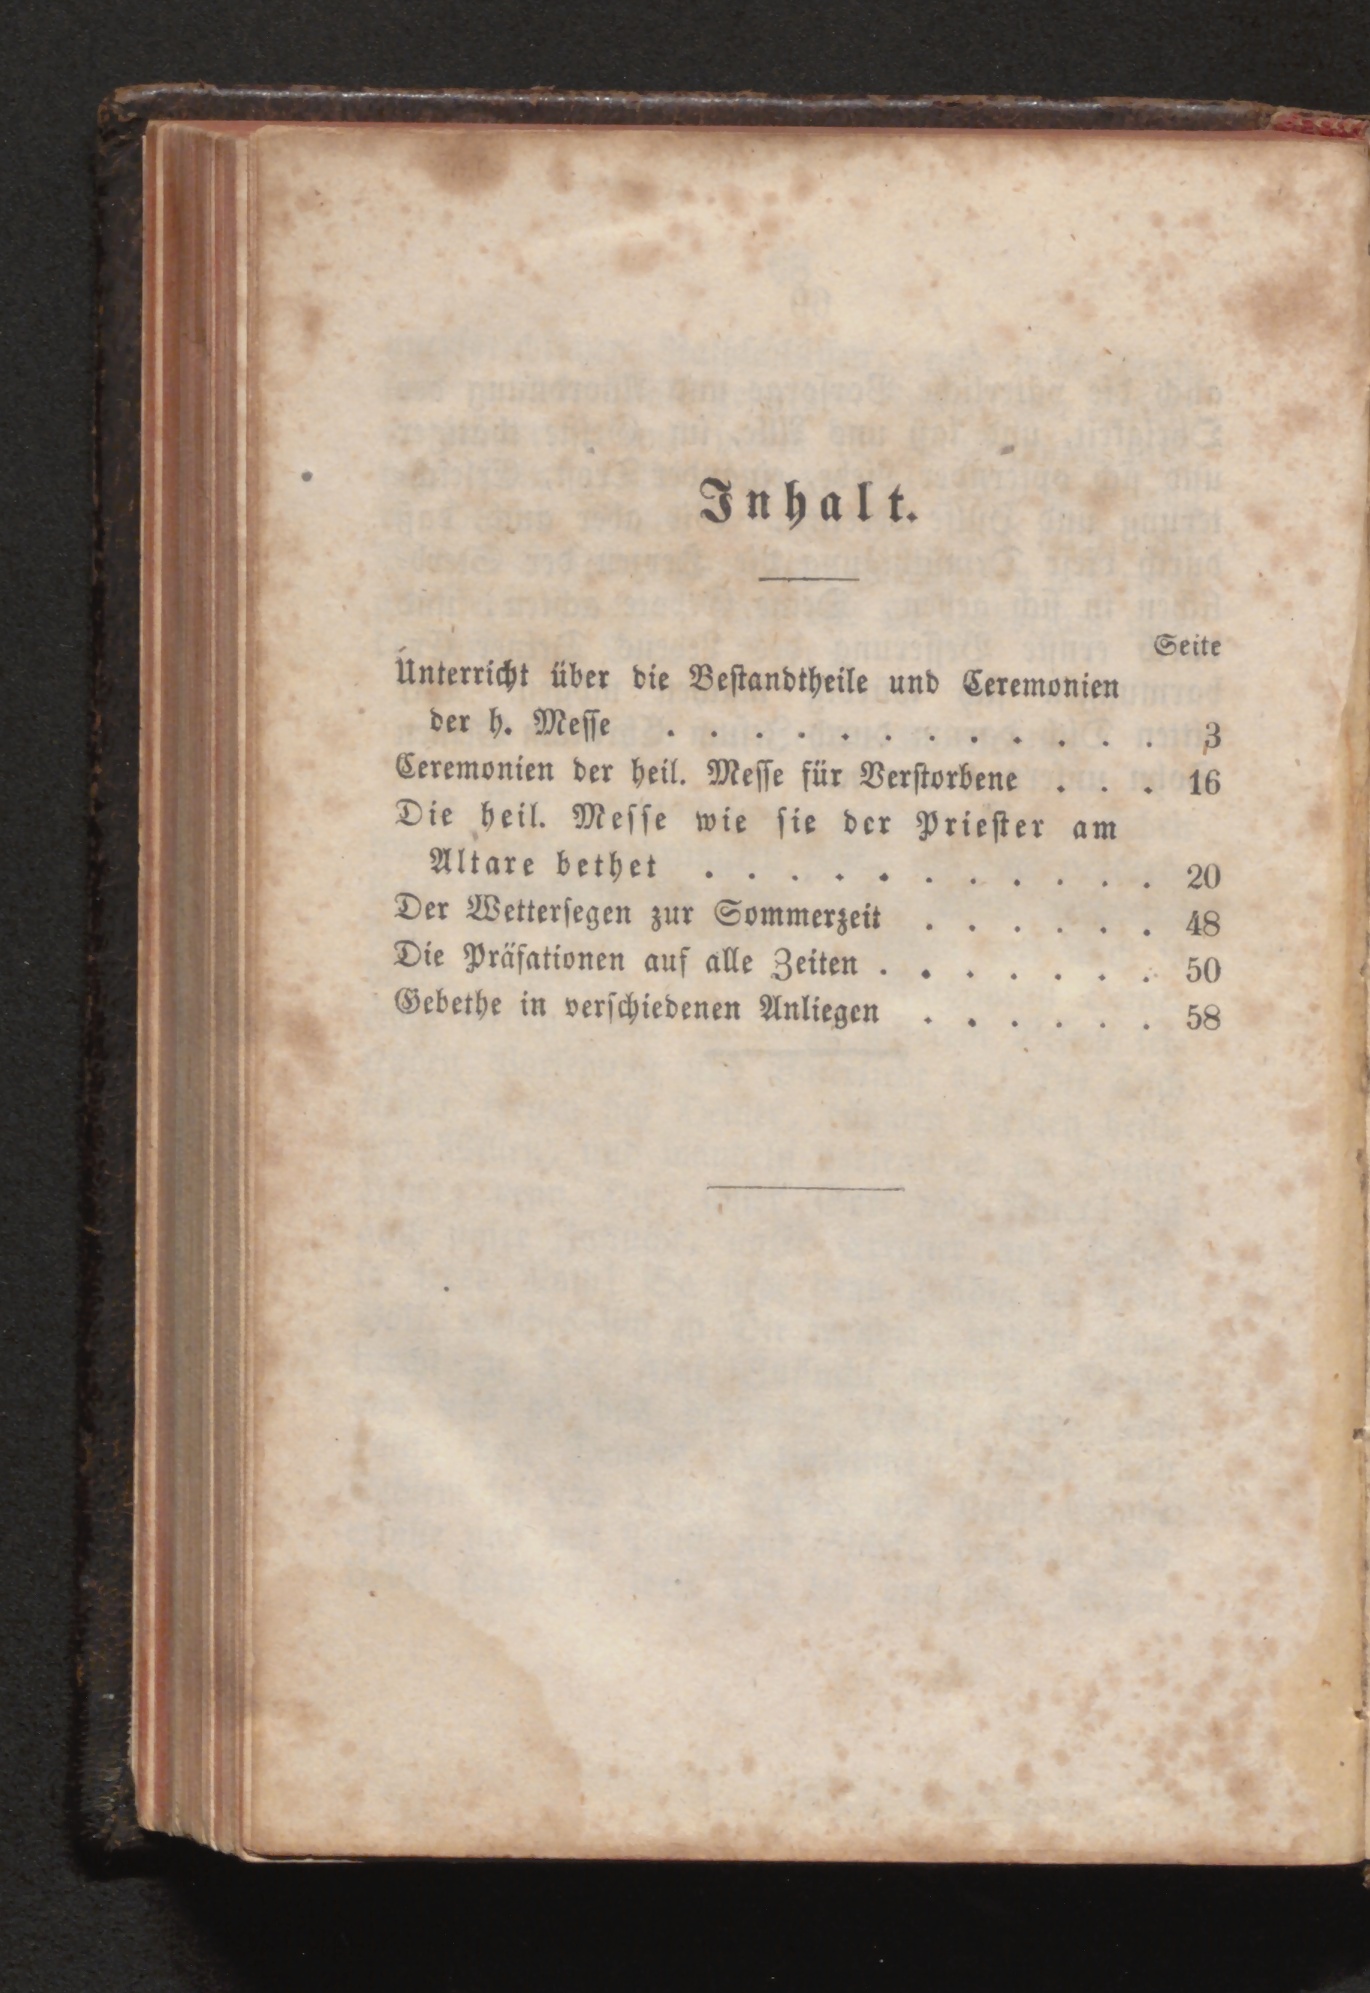 Inhalt.
Seite
Unterricht über die Bestandtheile und Ceremonien
der h. Messe . . . . . . . . . . . . 3
Ceremonien der heil. Messe für Verstorbene . . . 16
Die heil. Messe wie sie der Priester am
Altare bethet . . . . . . . . . . . 20
Der Wettersegen zur Sommerzeit . . . . . . 48
Die Präfationen auf alle Zeiten . . . . . . . 50
Gebethe in verschiedenen Anliegen . . . . . . 58